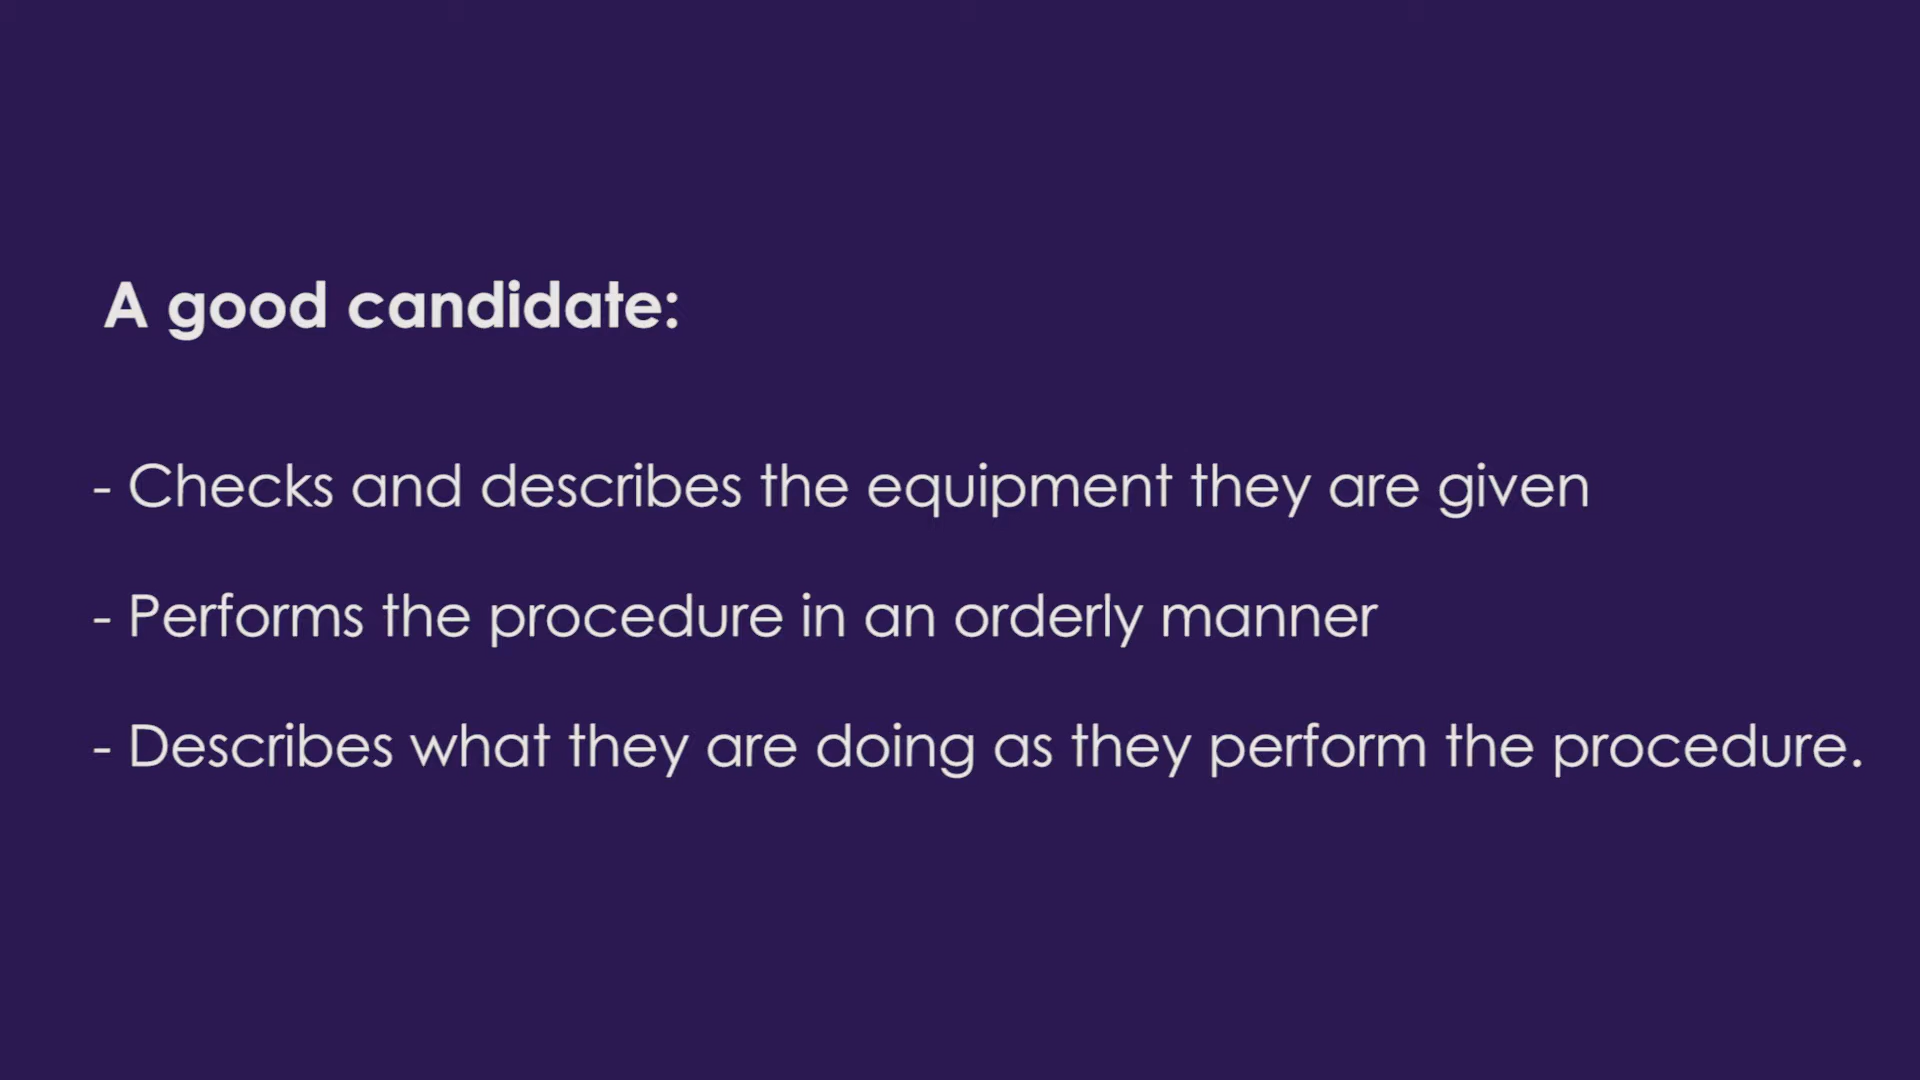 A good candidate:
- Checks and describes the equipment they are given
- Performs the procedure in an orderly manner
- Describes what they are doing as they perform the procedure.